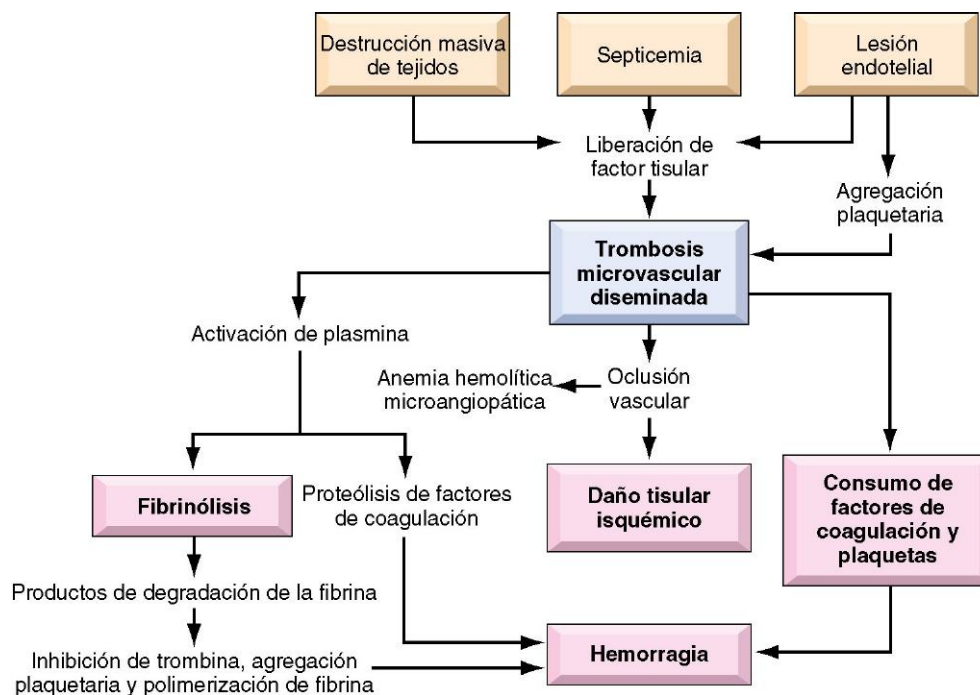 Destrucción masiva
de tejidos
Septicemia
Lesión
endotelial
Liberación de
factor tisular
Agregación
plaquetaria
Trombosis
microvascular
diseminada
Activación de plasmina
Anemia hemolítica
microangiopática
Oclusión
vascular
Fibrinólisis
Proteólisis de factores
de coagulación
Daño tisular
isquémico
Consumo de
factores de
coagulación y
plaquetas
Productos de degradación de la fibrina
Inhibición de trombina, agregación
plaquetaria y polimerización de fibrina
Hemorragia